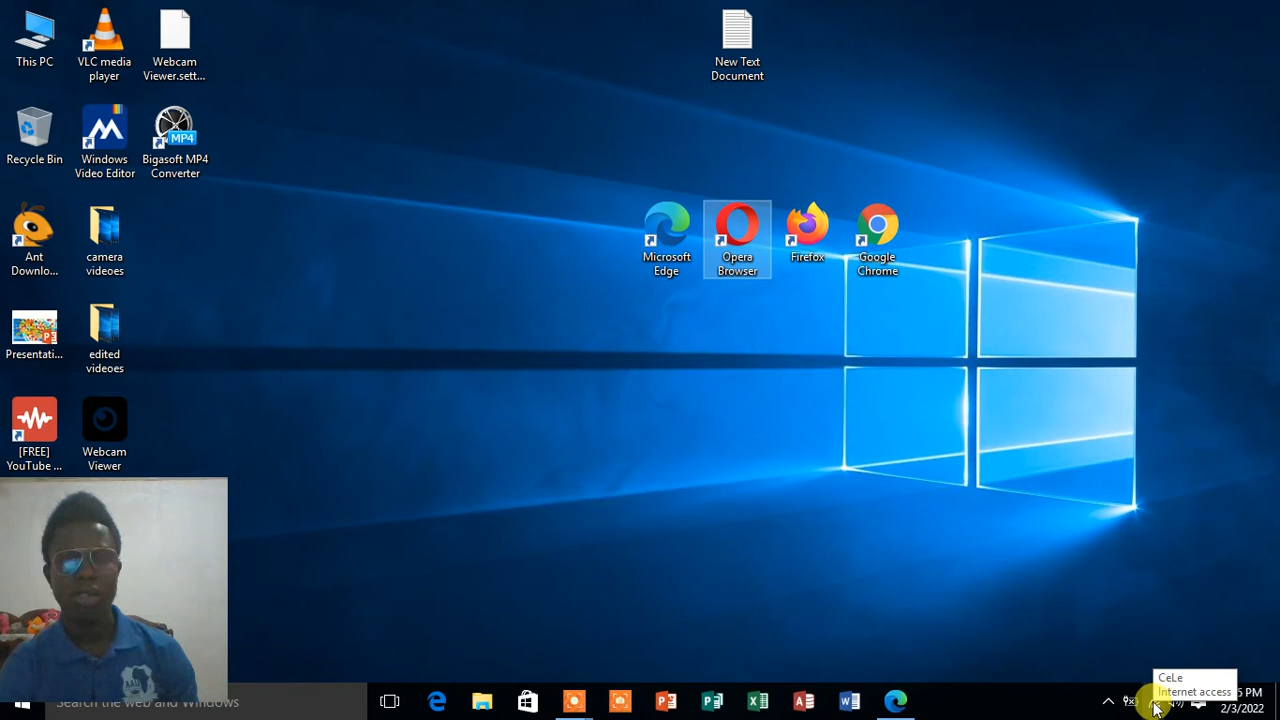 This PC
VLC media
player
Webcam
Viewer.sett...
New Text
Document
Recycle Bin
Windows
Video Editor
MP4
Bigasoft MP4
Converter
Ant
Downlo...
camera
videoes
Microsoft
Edge
Opera
Browser
Firefox
Google
Chrome
Presentati...
edited
videoes
[FREE]
YouTube ...
Webcam
Viewer
Search the web and Windows
CeLe
Internet access
PM
2/3/2022